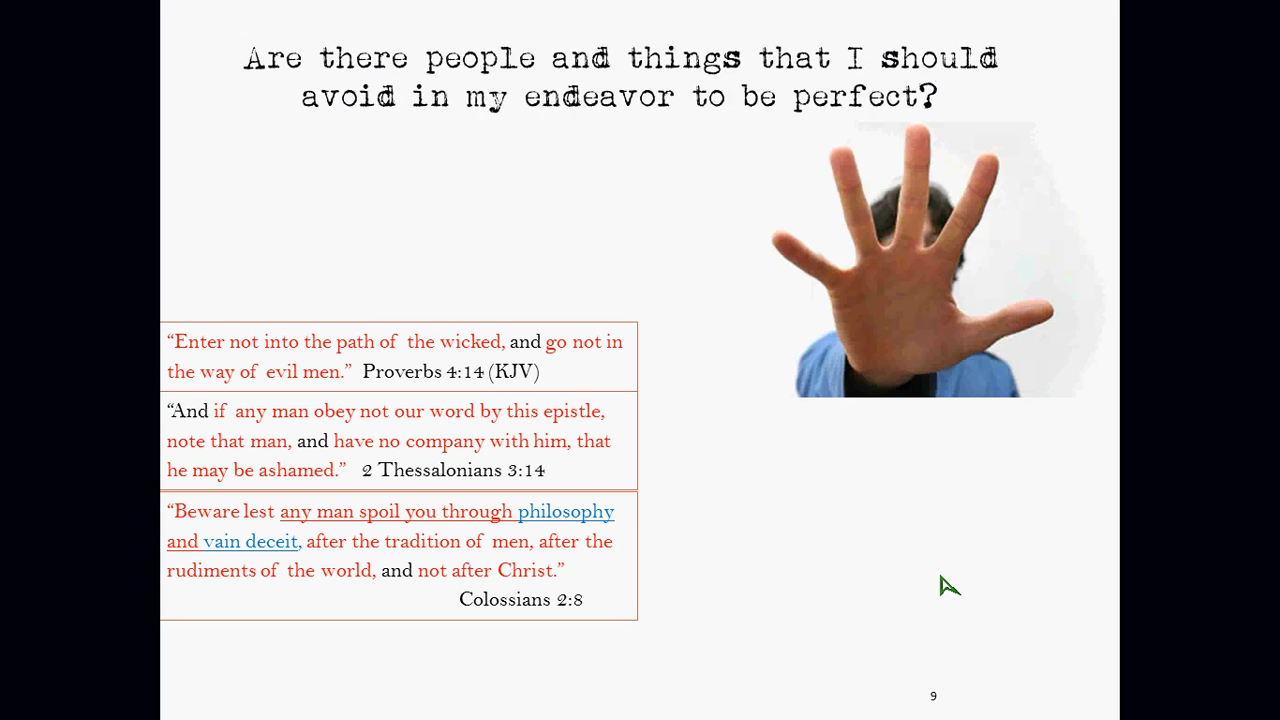 Are there people and things that I should
avoid in my endeavor to be perfect?
“Enter not into the path of the wicked, and go not in
the way of evil men.” Proverbs 4:14 (KJV)
“And if any man obey not our word by this epistle,
note that man, and have no company with him, that
he may be ashamed.” 2 Thessalonians 3:14
“Beware lest any man spoil you through philosophy
and vain deceit, after the tradition of men, after the
rudiments of the world, and not after Christ.”
Colossians 2:8
9